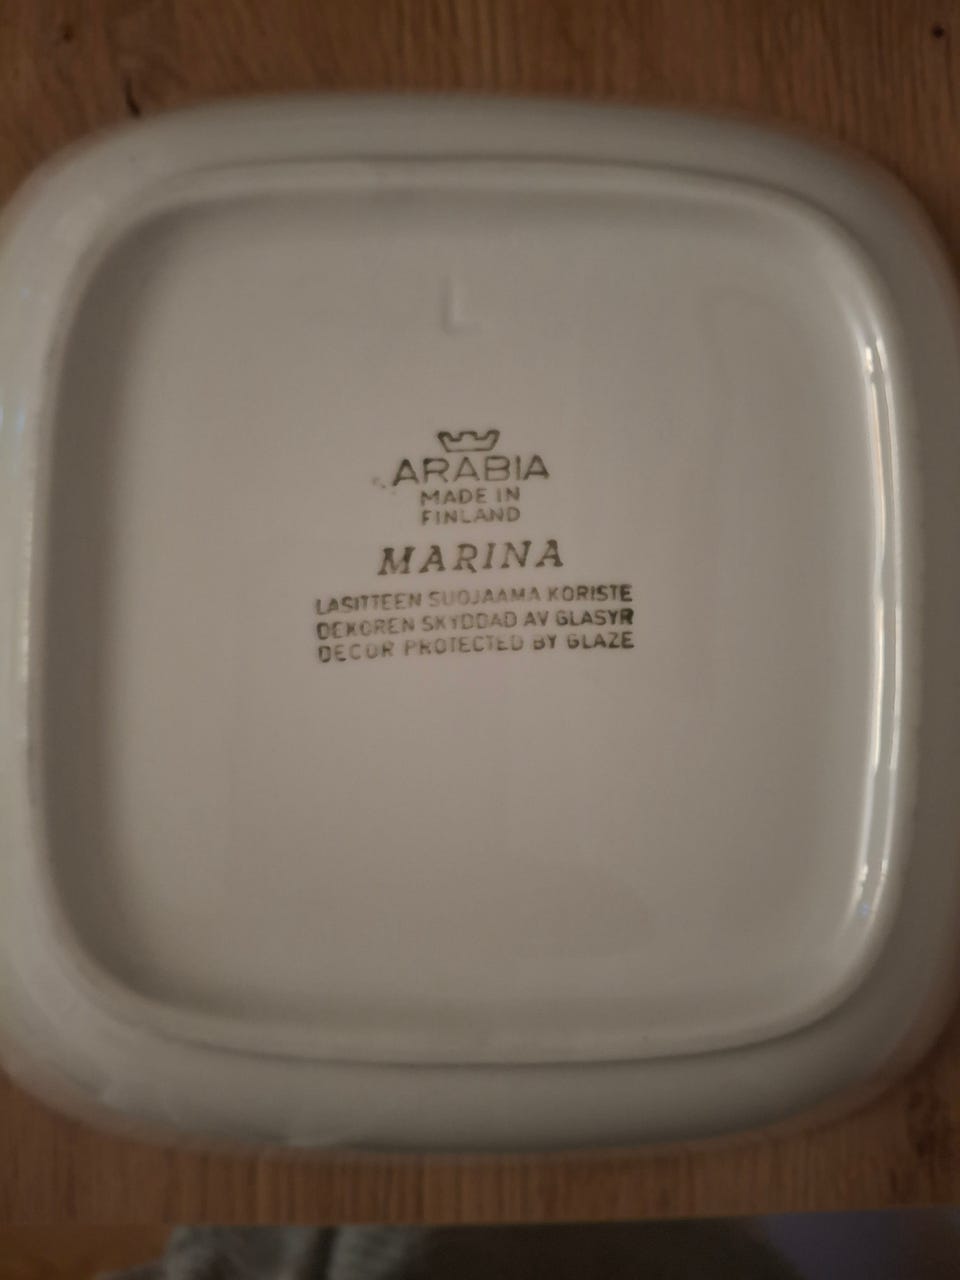 L
ARABIA
MADE IN
FINLAND
MARINA
LASITTEEN SUOJAAMA KORISTE
DEKOREN SKYDDAD AV GLASYR
DECOR PROTECTED BY GLAZE